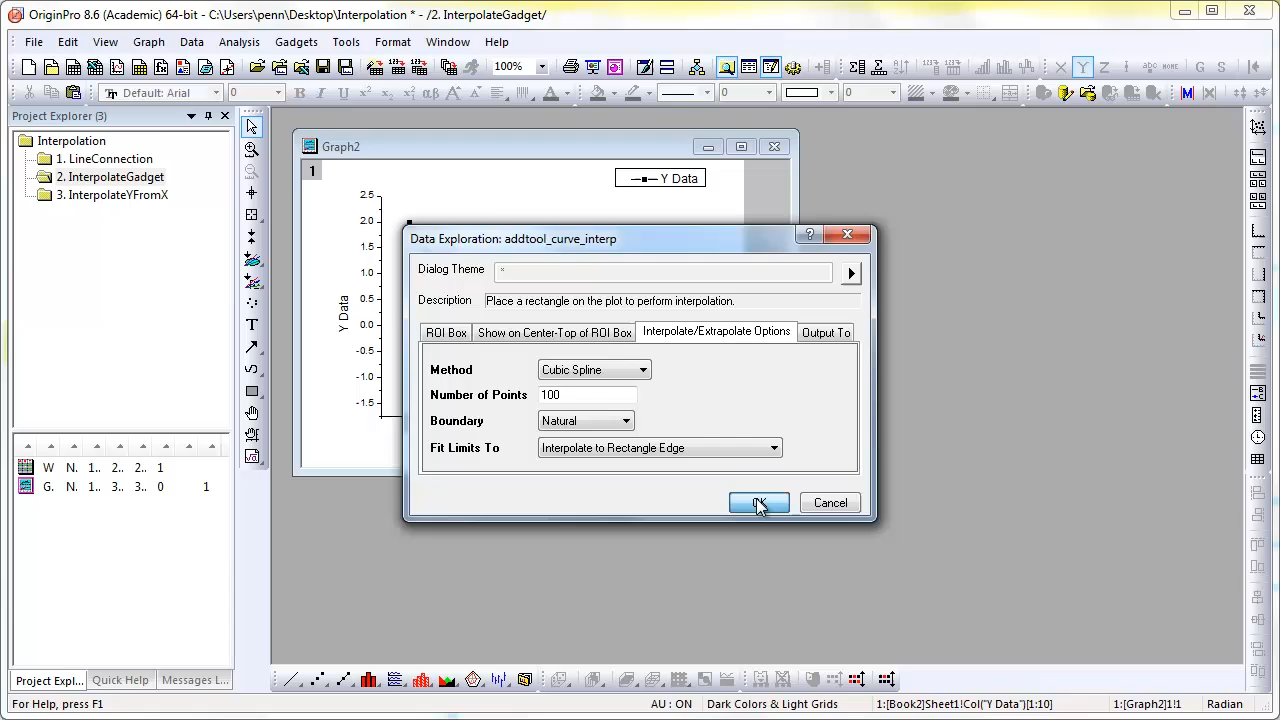 OriginPro 8.6 (Academic) 64-bit - C:\Users\penn\Desktop\Interpolation * - /2. InterpolateGadget/
File Edit View Graph Data Analysis Gadgets Tools Format Window Help
100%
Default: Arial 0 B I U 0 0
Project Explorer (3)
Interpolation
1. LineConnection
2. InterpolateGadget
3. InterpolateYFromX
Graph2
1
Y Data
2.5
2.0
1.5
1.0
0.5
0.0
-0.5
-1.0
-1.5
Y Data
Data Exploration: addtool_curve_interp
Dialog Theme *
Description Place a rectangle on the plot to perform interpolation.
ROI Box Show on Center-Top of ROI Box Interpolate/Extrapolate Options Output To
Method Cubic Spline
Number of Points 100
Boundary Natural
Fit Limits To Interpolate to Rectangle Edge
OK Cancel
W N. 1.. 2.. 2.. 1
G. N. 1.. 3.. 3.. 0 1
Project Expl... Quick Help Messages L...
For Help, press F1 AU : ON Dark Colors & Light Grids 1:[Book2]Sheet1!Col("Y Data")[1:10] 1:[Graph2]1!1 Radian